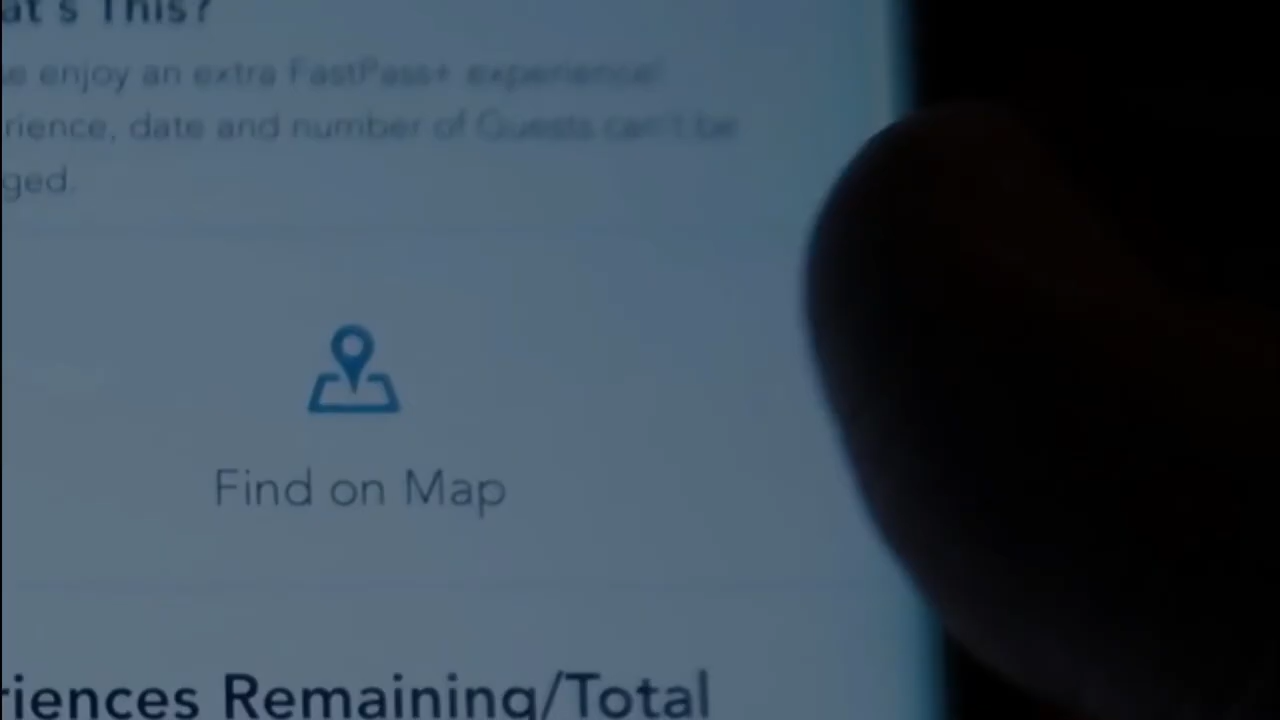 at's This?
se enjoy an extra FastPass+ experience!
rience, date and number of Guests can't be
ged.
Find on Map
riences Remaining/Total